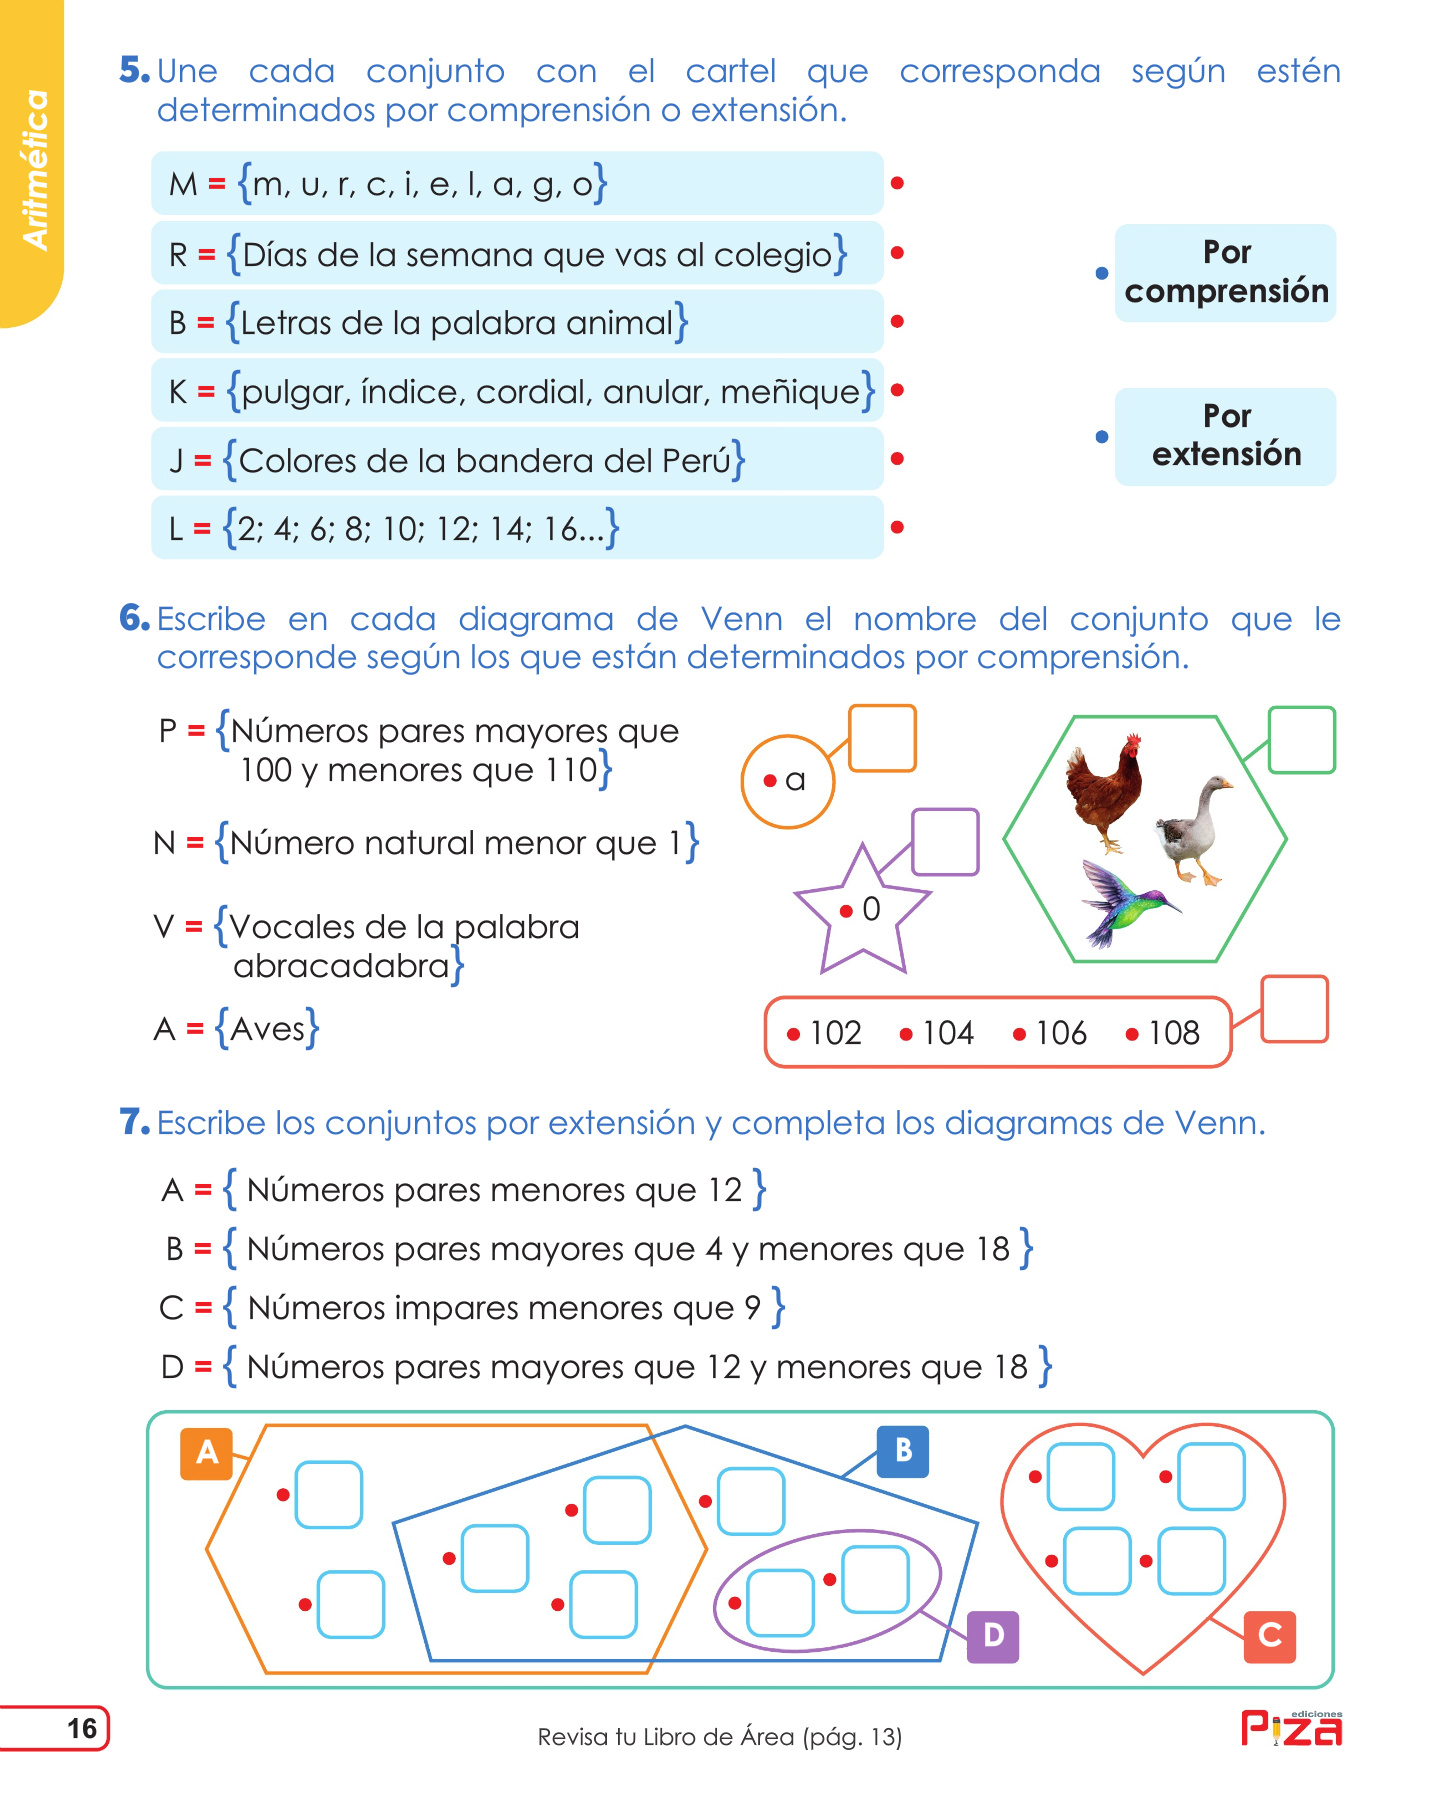 Aritmética
5. Une cada conjunto con el cartel que corresponda según estén
determinados por comprensión o extensión.
M = {m, u, r, c, i, e, l, a, g, o}
R = {Días de la semana que vas al colegio}
B = {Letras de la palabra animal}
K = {pulgar, índice, cordial, anular, meñique}
J = {Colores de la bandera del Perú}
L = {2; 4; 6; 8; 10; 12; 14; 16...}
Por
comprensión
Por
extensión
6. Escribe en cada diagrama de Venn el nombre del conjunto que le
corresponde según los que están determinados por comprensión.
P = {Números pares mayores que
100 y menores que 110}
N = {Número natural menor que 1}
V = {Vocales de la palabra
abracadabra}
A = {Aves}
a
0
102 104 106 108
7. Escribe los conjuntos por extensión y completa los diagramas de Venn.
A = { Números pares menores que 12 }
B = { Números pares mayores que 4 y menores que 18 }
C = { Números impares menores que 9 }
D = { Números pares mayores que 12 y menores que 18 }
A
B
D
C
16
Revisa tu Libro de Área (pág. 13)
ediciones
Piza